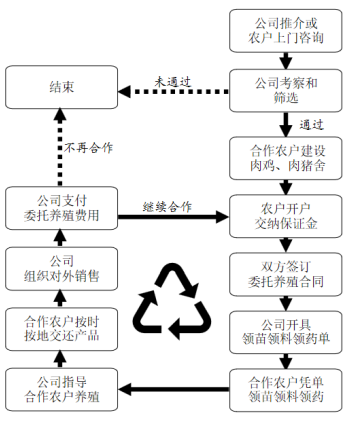 公司推介或
农户上门咨询
结束
未通过
公司考察和
筛选
通过
不再合作
合作农户建设
肉鸡、肉猪舍
公司支付
委托养殖费用
继续合作
农户开户
交纳保证金
公司
组织对外销售
双方签订
委托养殖合同
合作农户按时
按地交还产品
公司开具
领苗领料领药单
公司指导
合作农户养殖
合作农户凭单
领苗领料领药